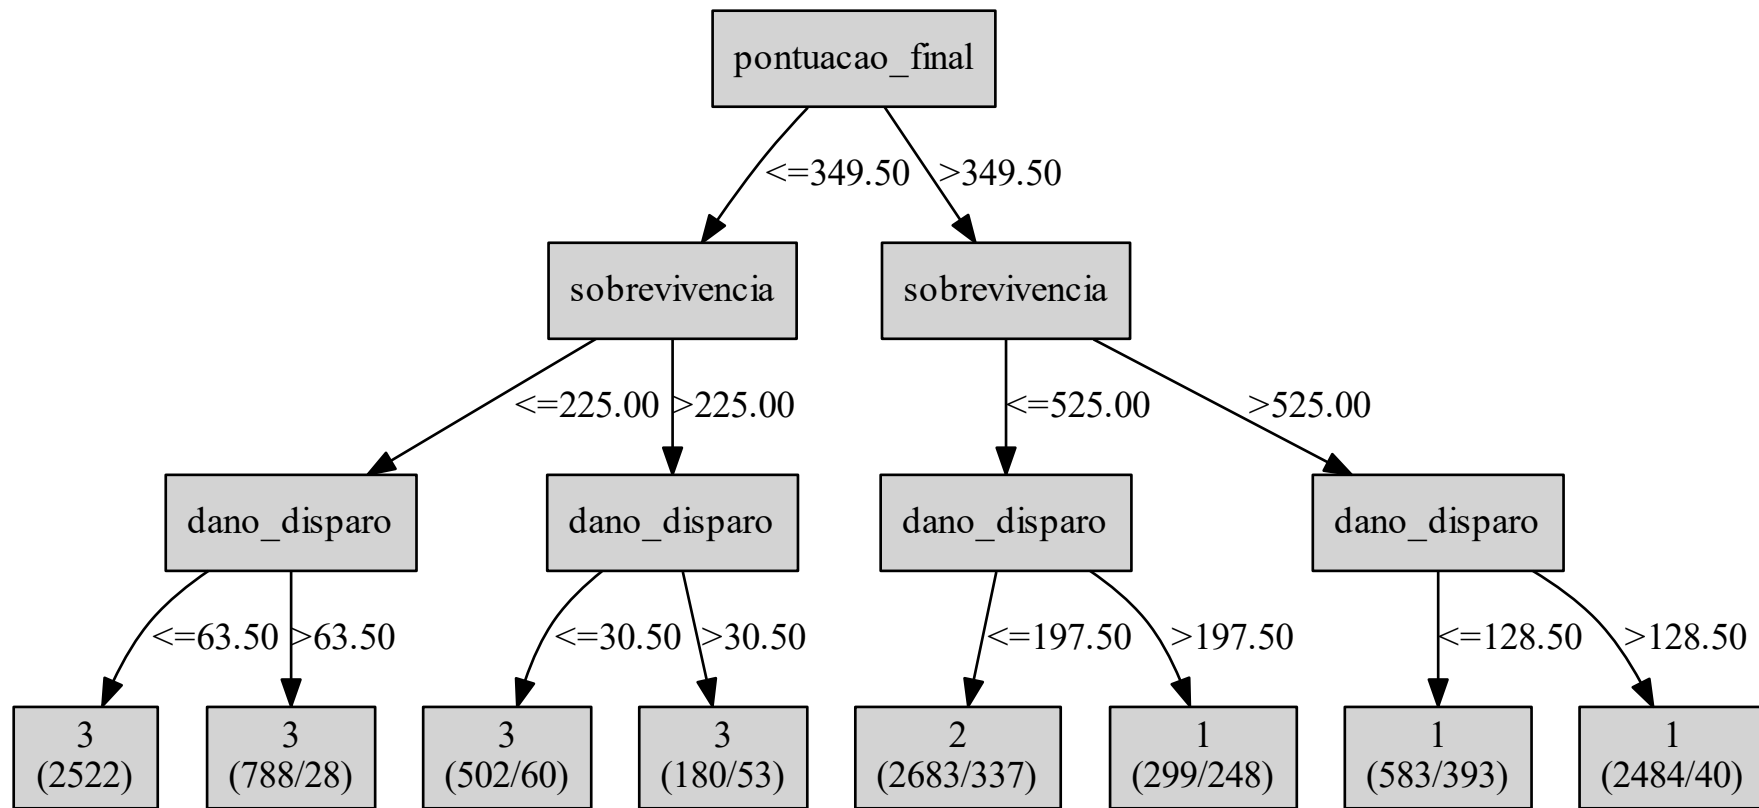 pontuacao_final
<=349.50 >349.50
sobrevivencia sobrevivencia
<=225.00 >225.00 <=525.00 >525.00
dano_disparo dano_disparo dano_disparo dano_disparo
<=63.50 >63.50 <=30.50 >30.50 <=197.50 >197.50 <=128.50 >128.50
3 3 3 3 2 1 1 1
(2522) (788/28) (502/60) (180/53) (2683/337) (299/248) (583/393) (2484/40)